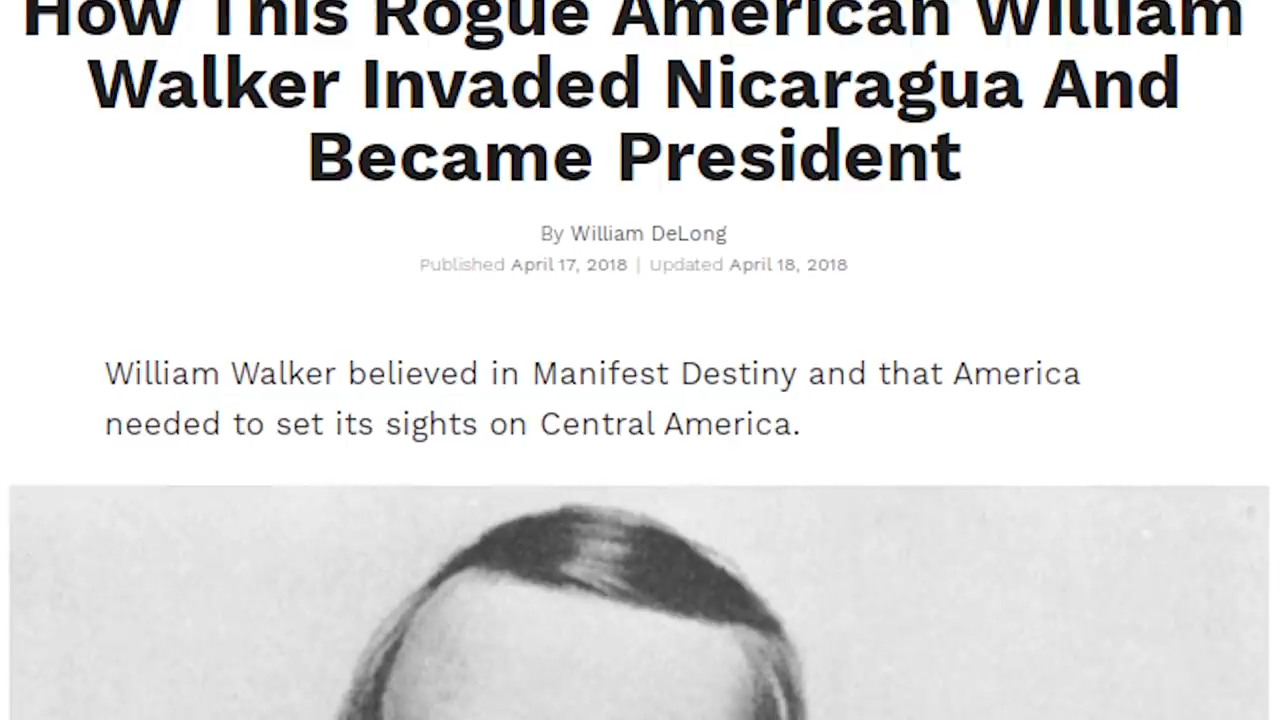 How This Rogue American William
Walker Invaded Nicaragua And
Became President
By William DeLong
Published April 17, 2018 | Updated April 18, 2018
William Walker believed in Manifest Destiny and that America
needed to set its sights on Central America.